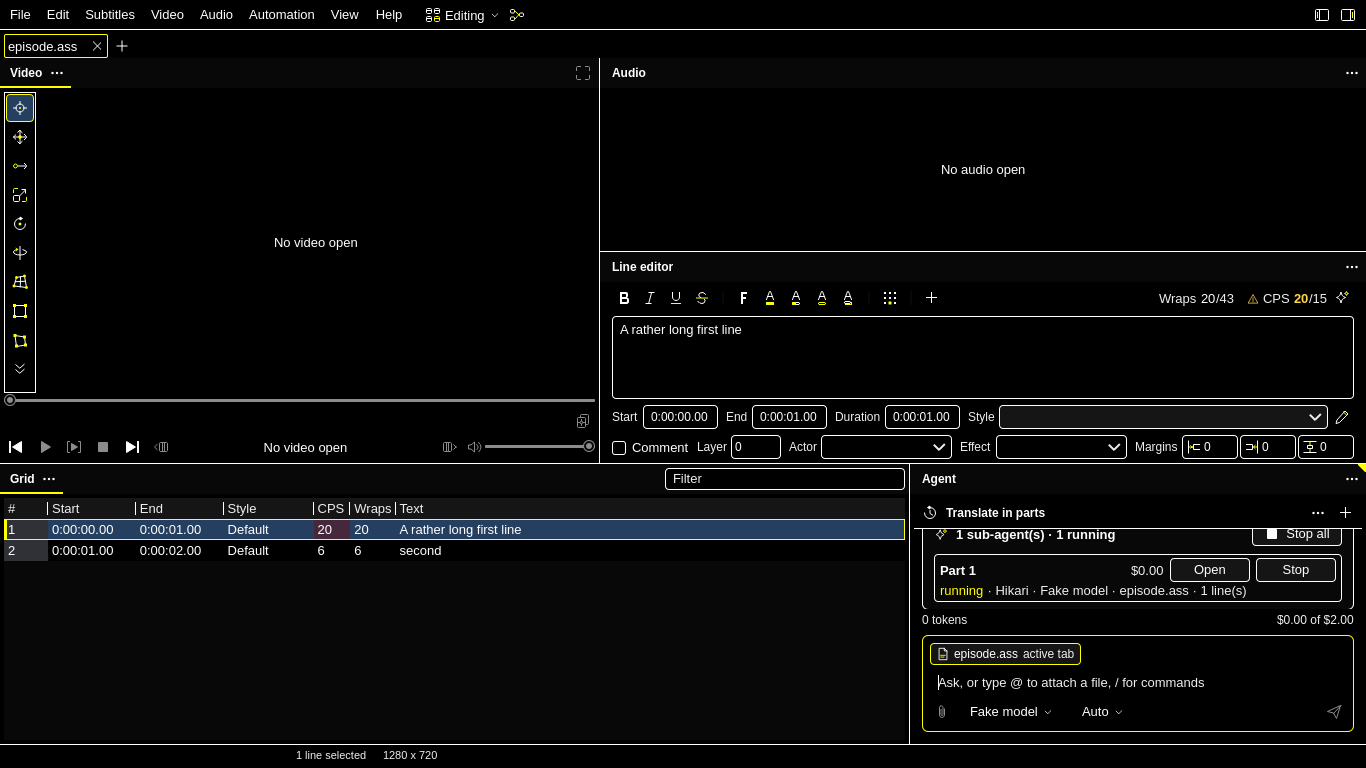 File Edit Subtitles Video Audio Automation View Help Editing
episode.ass
Video
No video open
No video open
Audio
No audio open
Line editor
B I U S F A A A A Wraps 20/43 CPS 20/15
A rather long first line
Start 0:00:00.00 End 0:00:01.00 Duration 0:00:01.00 Style
Comment Layer 0 Actor Effect Margins 0 0 0
Grid Filter
# Start End Style CPS Wraps Text
1 0:00:00.00 0:00:01.00 Default 20 20 A rather long first line
2 0:00:01.00 0:00:02.00 Default 6 6 second
Agent
Translate in parts
1 sub-agent(s) · 1 running Stop all
Part 1 $0.00 Open Stop
running · Hikari · Fake model · episode.ass · 1 line(s)
0 tokens $0.00 of $2.00
episode.ass active tab
Ask, or type @ to attach a file, / for commands
Fake model Auto
1 line selected 1280 x 720